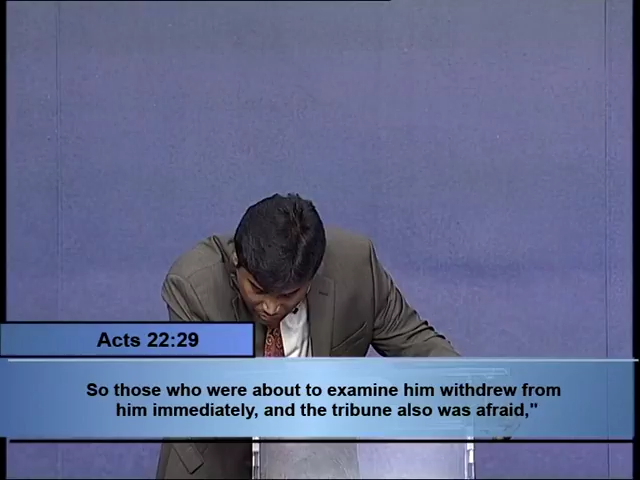 Acts 22:29
So those who were about to examine him withdrew from
him immediately, and the tribune also was afraid,"